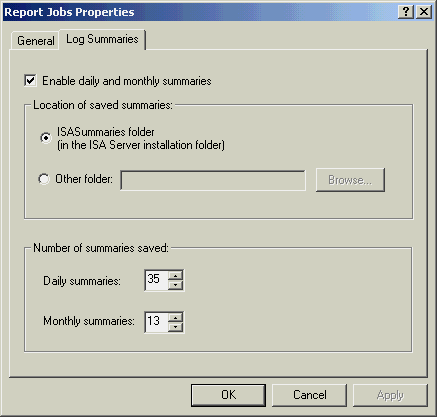 Report Jobs Properties
General
Log Summaries
Enable daily and monthly summaries
Location of saved summaries:
ISASummaries folder
(in the ISA Server installation folder)
Other folder:
Browse...
Number of summaries saved:
Daily summaries: 35
Monthly summaries: 13
OK Cancel Apply